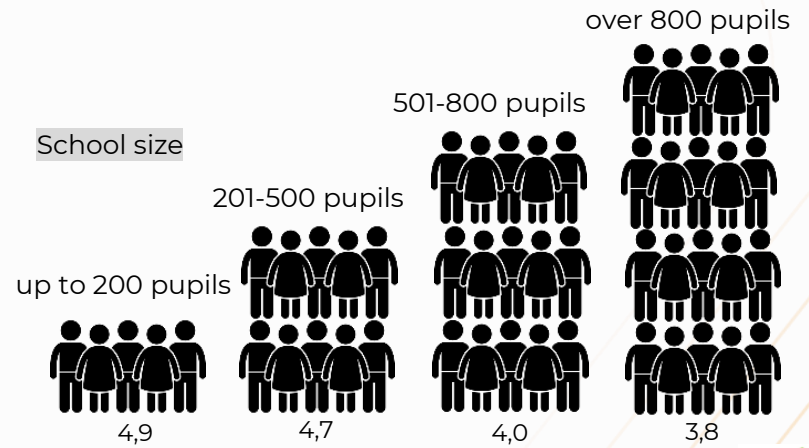 over 800 pupils
501-800 pupils
School size
201-500 pupils
up to 200 pupils
4,9
4,7
4,0
3,8